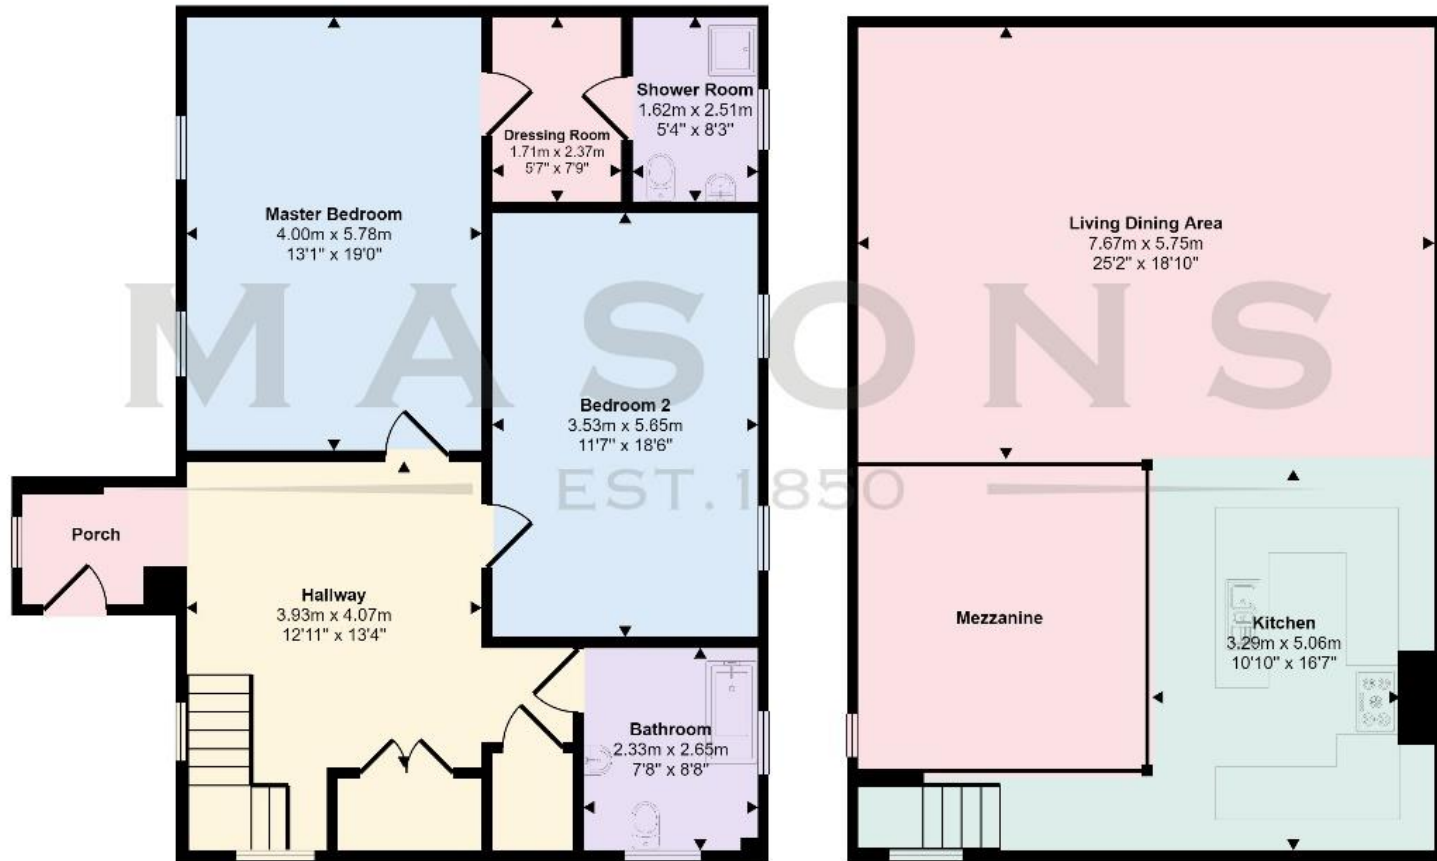 Shower Room
1.62m x 2.51m
5'4" x 8'3"
Dressing Room
1.71m x 2.37m
5'7" x 7'9"
Master Bedroom
4.00m x 5.78m
13'1" x 19'0"
Living Dining Area
7.67m x 5.75m
25'2" x 18'10"
MASONS
EST. 1850
Bedroom 2
3.53m x 5.65m
11'7" x 18'6"
Porch
Hallway
3.93m x 4.07m
12'11" x 13'4"
Mezzanine
Kitchen
3.29m x 5.06m
10'10" x 16'7"
Bathroom
2.33m x 2.65m
7'8" x 8'8"